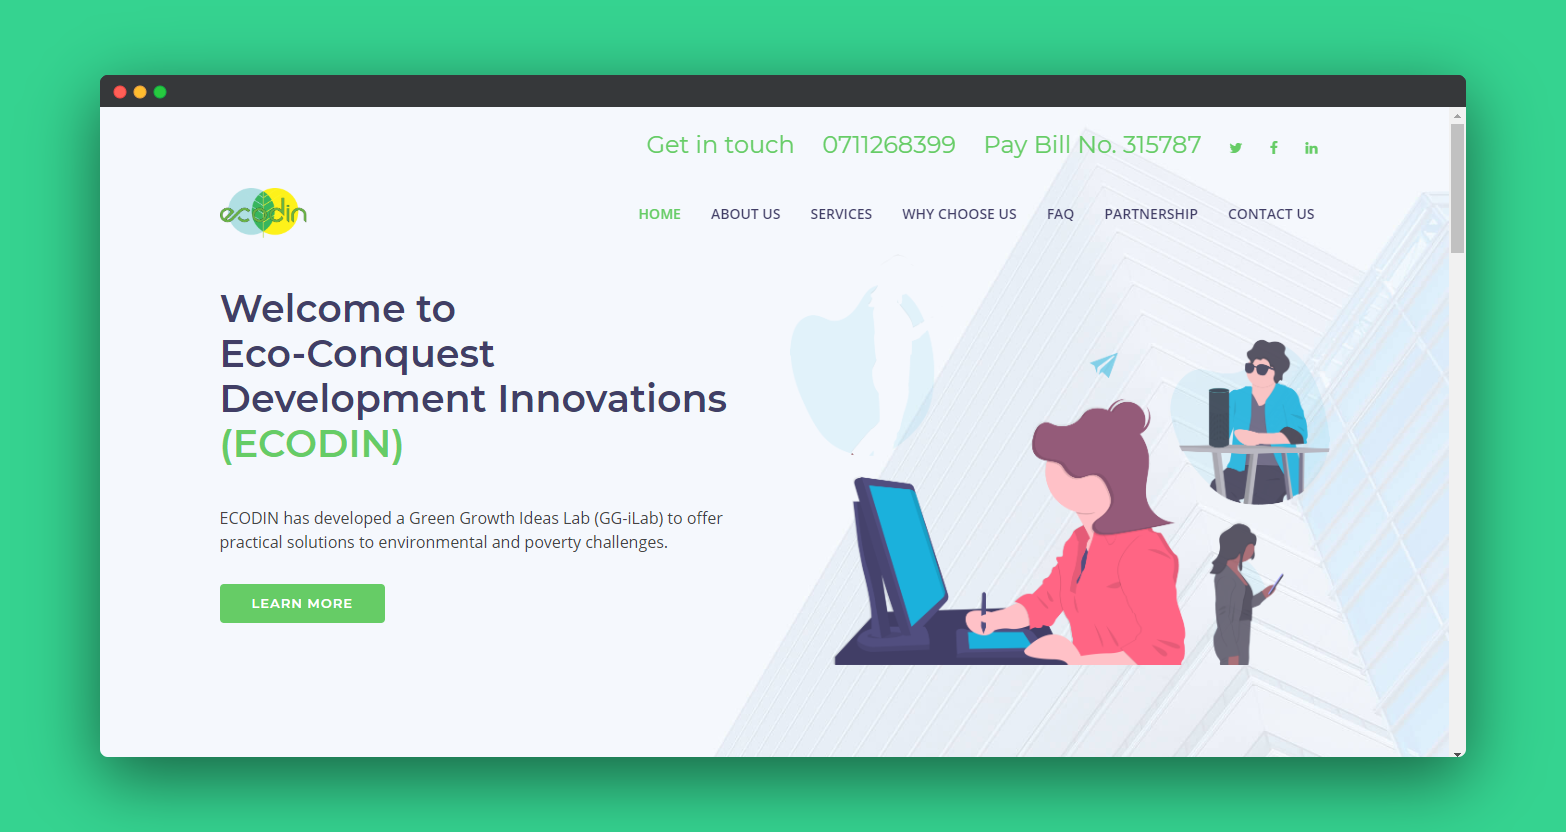 Get in touch 0711268399 Pay Bill No. 315787
ecodin
HOME ABOUT US SERVICES WHY CHOOSE US FAQ PARTNERSHIP CONTACT US
Welcome to
Eco-Conquest
Development Innovations
(ECODIN)
ECODIN has developed a Green Growth Ideas Lab (GG-iLab) to offer
practical solutions to environmental and poverty challenges.
LEARN MORE